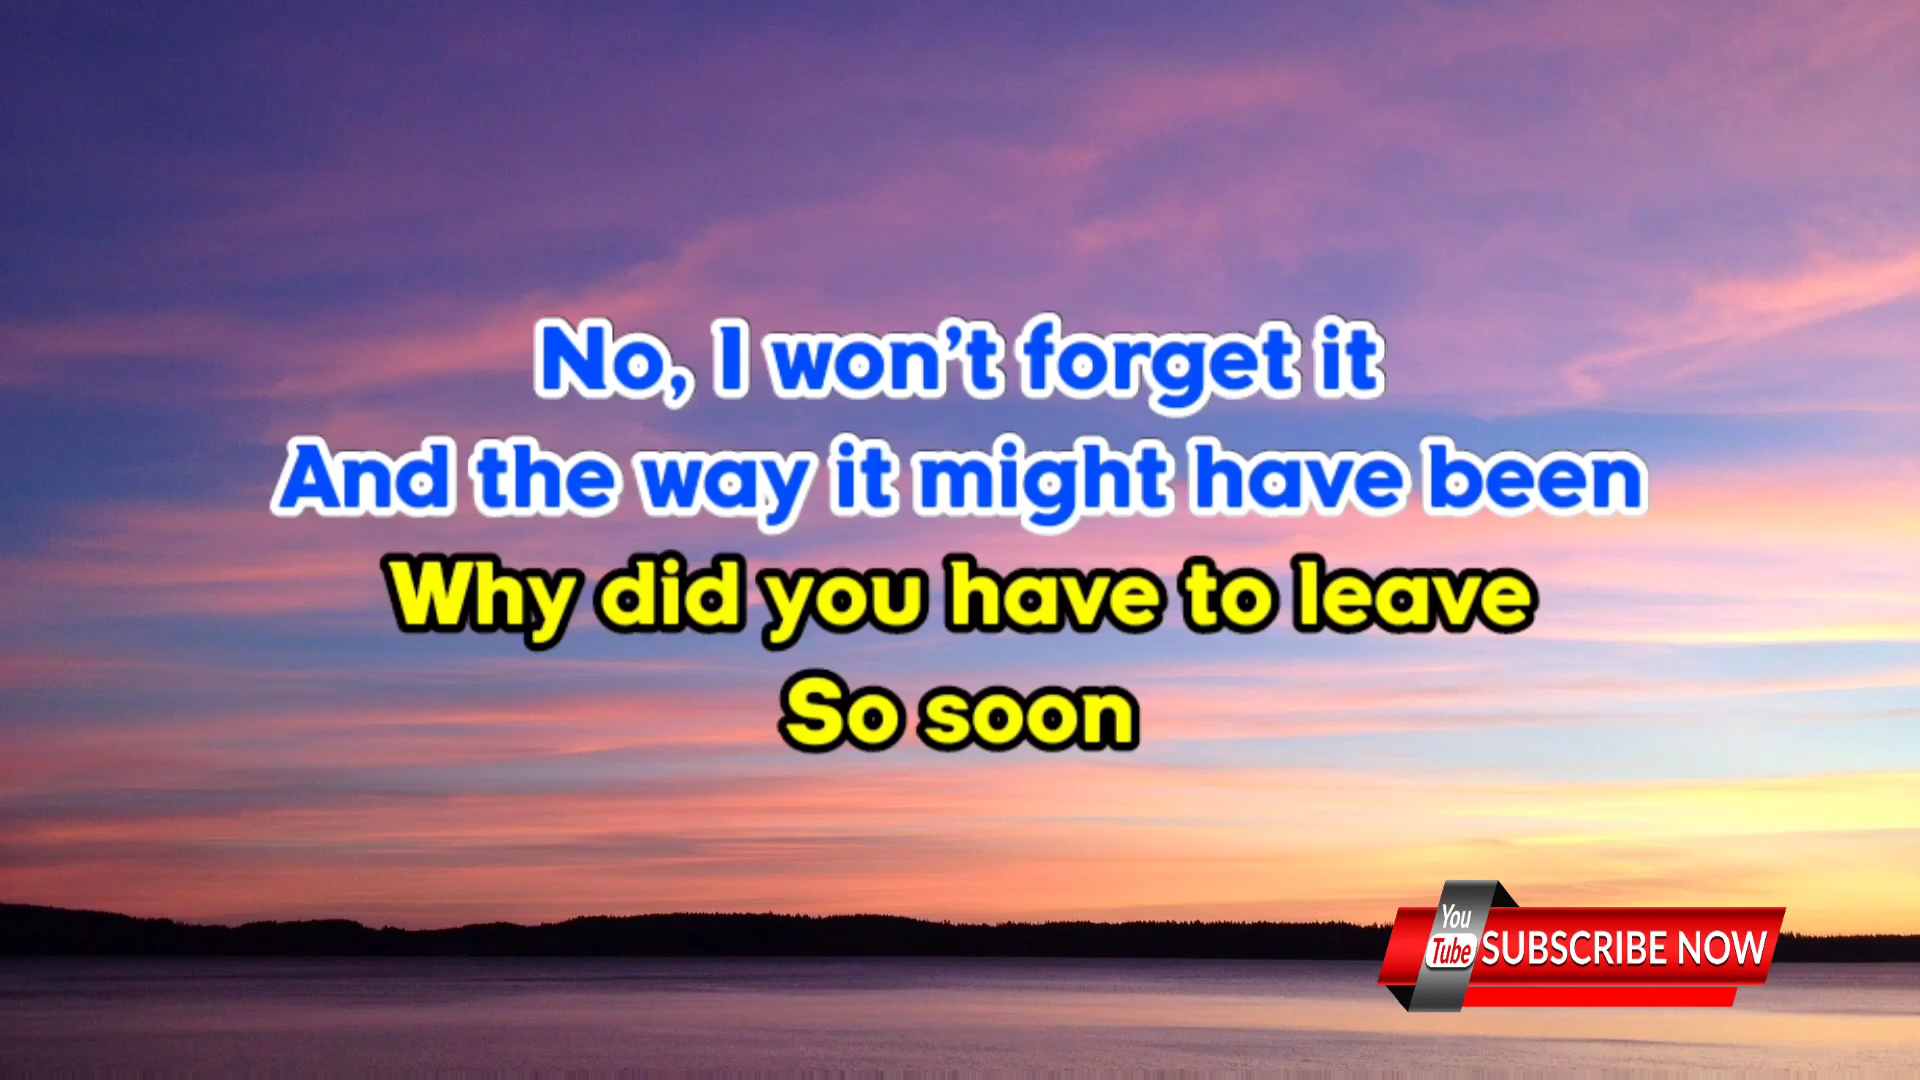 No, I won't forget it
And the way it might have been
Why did you have to leave
So soon
You
Tube
SUBSCRIBE NOW